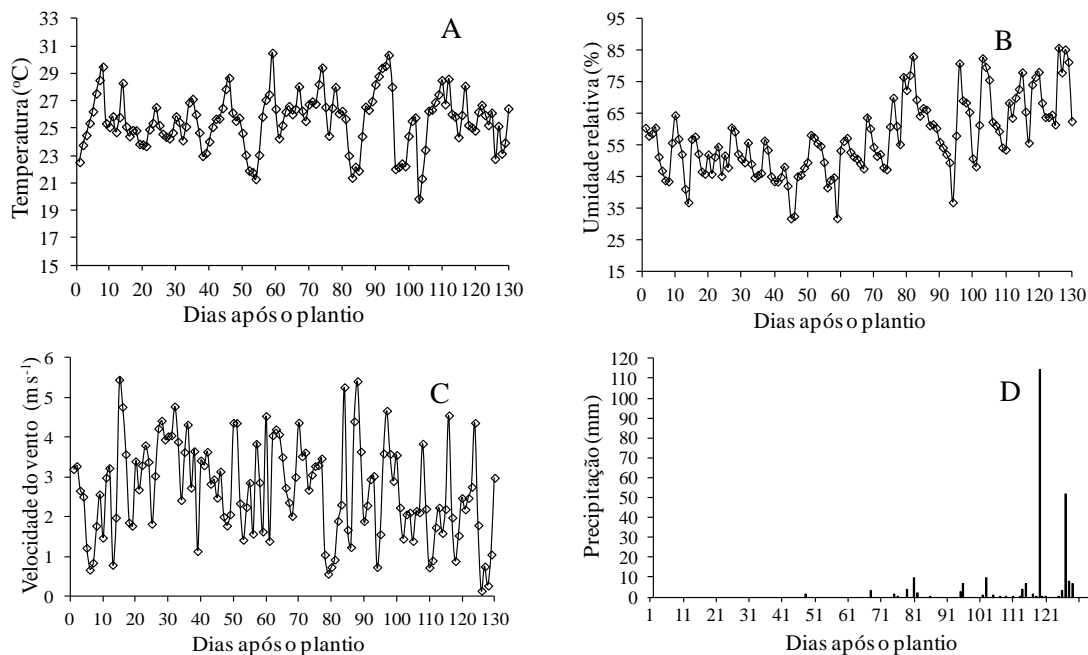 A
Temperatura (ºC)
33
31
29
27
25
23
21
19
17
15
0 10 20 30 40 50 60 70 80 90 100 110 120 130
Dias após o plantio
B
Umidade relativa (%)
95
85
75
65
55
45
35
25
15
0 10 20 30 40 50 60 70 80 90 100 110 120 130
Dias após o plantio
C
Velocidade do vento (m s⁻¹)
6
5
4
3
2
1
0
0 10 20 30 40 50 60 70 80 90 100 110 120 130
Dias após o plantio
D
Precipitação (mm)
120
110
100
90
80
70
60
50
40
30
20
10
0
1 11 21 31 41 51 61 71 81 91 101 111 121
Dias após o plantio